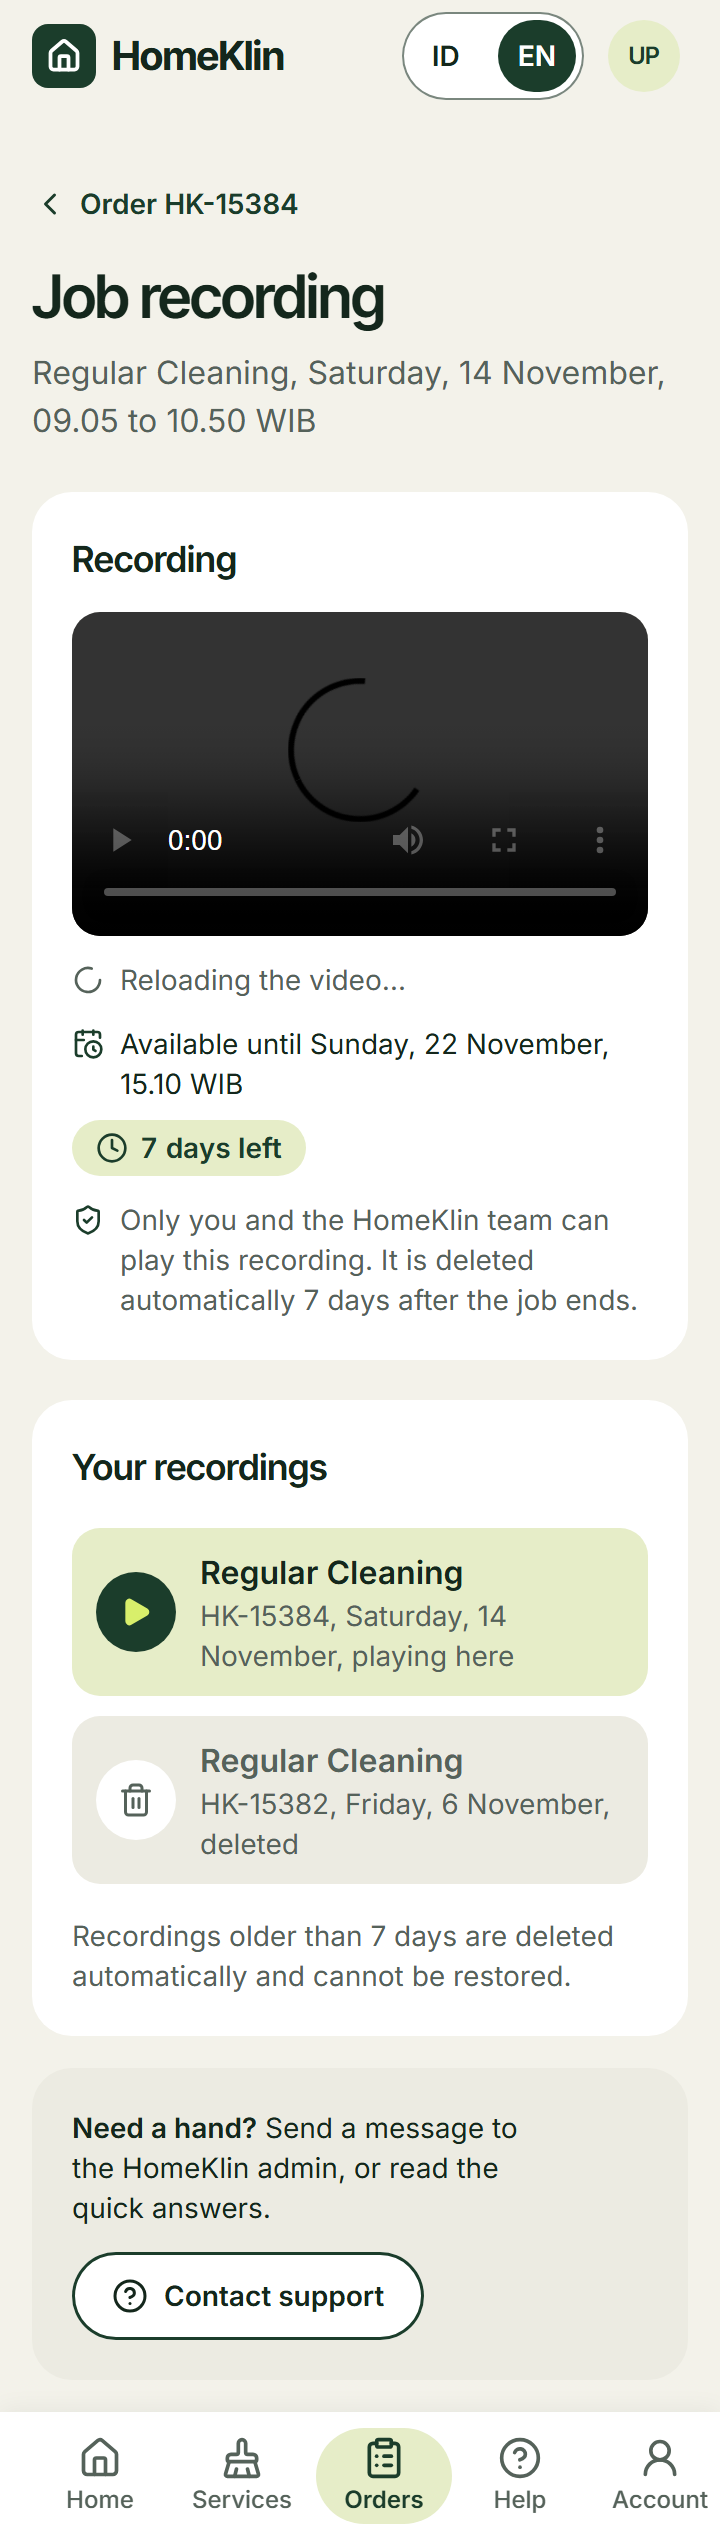 HomeKlin
ID
EN
UP
Order HK-15384
Job recording
Regular Cleaning, Saturday, 14 November,
09.05 to 10.50 WIB
Recording
0:00
Reloading the video...
Available until Sunday, 22 November,
15.10 WIB
7 days left
Only you and the HomeKlin team can
play this recording. It is deleted
automatically 7 days after the job ends.
Your recordings
Regular Cleaning
HK-15384, Saturday, 14
November, playing here
Regular Cleaning
HK-15382, Friday, 6 November,
deleted
Recordings older than 7 days are deleted
automatically and cannot be restored.
Need a hand? Send a message to
the HomeKlin admin, or read the
quick answers.
Contact support
Home
Services
Orders
Help
Account